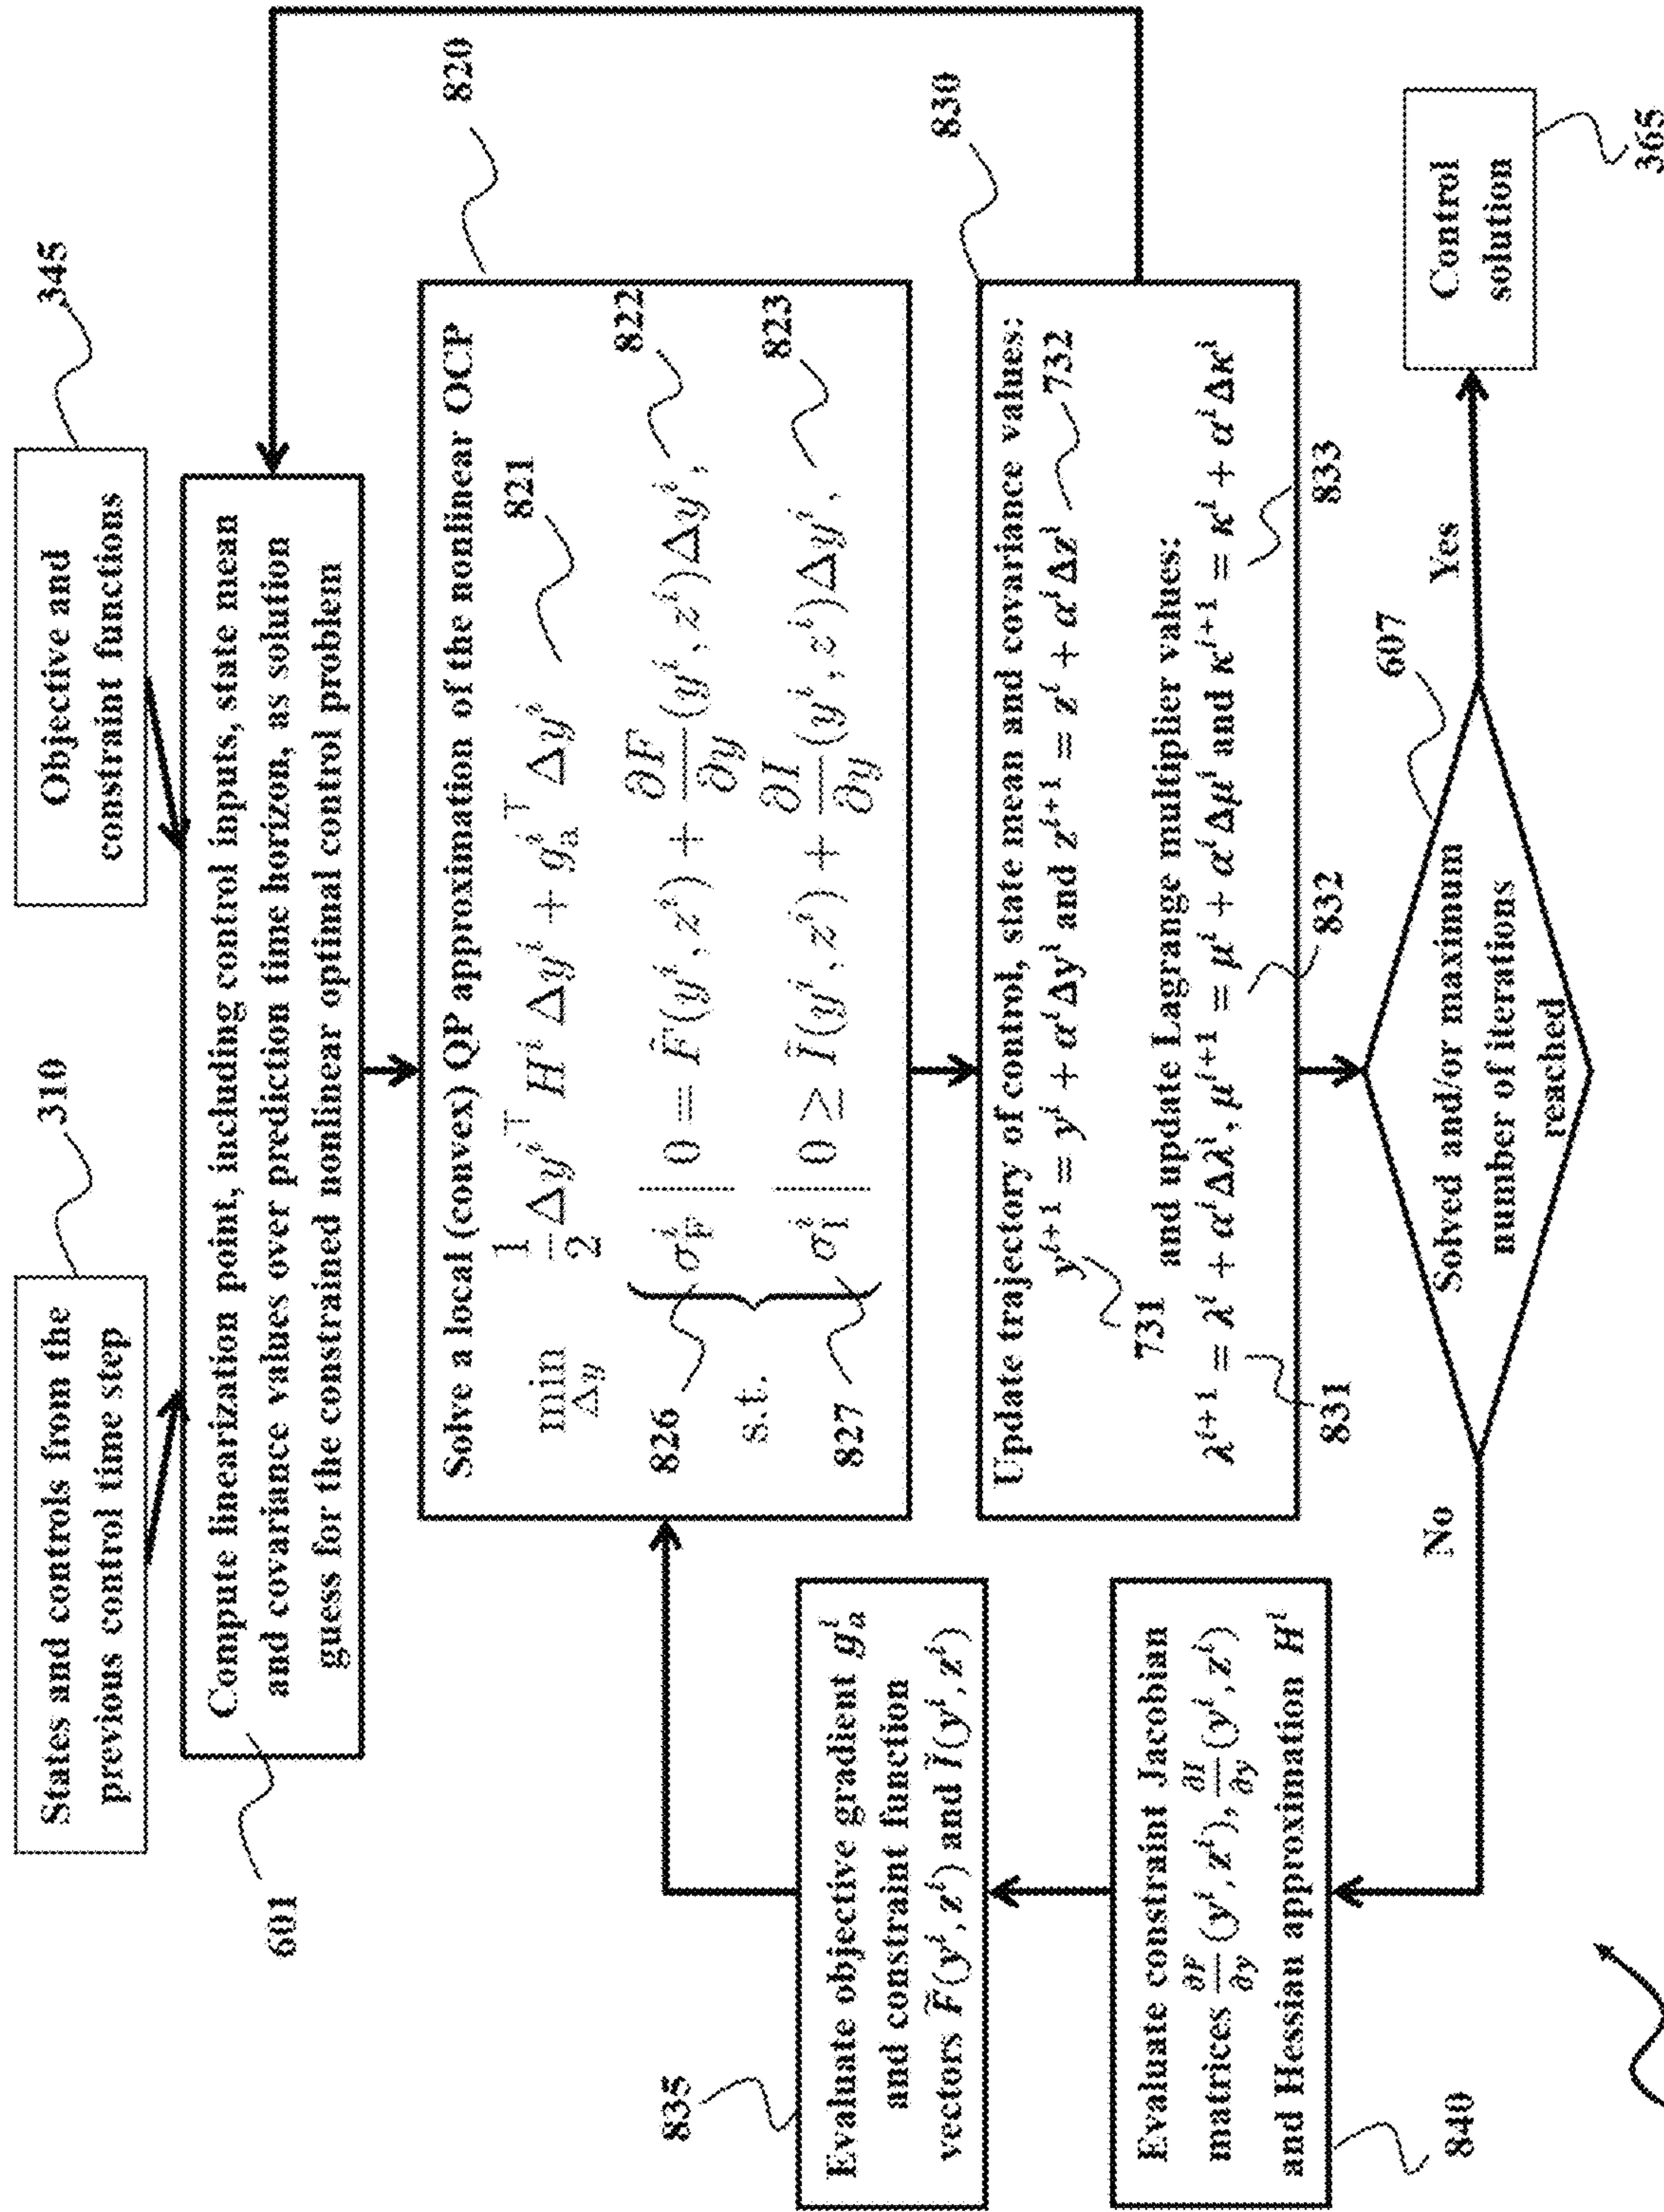 States and controls from the
previous control time step
310
Objective and
constraint functions
345
601
Compute linearization point, including control inputs, state mean
and covariance values over prediction time horizon, as solution
guess for the constrained nonlinear optimal control problem
820
Solve a local (convex) QP approximation of the nonlinear OCP
821
min Δy 1/2 Δy^i⊤ H^i Δy^i + g_a^i⊤ Δy^i
822
826
s.t.
σ_F^i | 0 = F̃(y^i, z^i) + ∂F/∂y (y^i, z^i)Δy^i,
823
827
σ_I^i | 0 ≥ Ĩ(y^i, z^i) + ∂I/∂y (y^i, z^i)Δy^i,
830
Update trajectory of control, state mean and covariance values:
y^{i+1} = y^i + α^i Δy^i and z^{i+1} = z^i + α^i Δz^i
732
731
and update Lagrange multiplier values:
λ^{i+1} = λ^i + α^i Δλ^i, μ^{i+1} = μ^i + α^i Δμ^i and κ^{i+1} = κ^i + α^i Δκ^i
831
832
833
835
Evaluate objective gradient g_a^i
and constraint function
vectors F̃(y^i, z^i) and Ĩ(y^i, z^i)
840
Evaluate constraint Jacobian
matrices ∂F/∂y (y^i, z^i), ∂I/∂y (y^i, z^i)
and Hessian approximation H^i
607
Solved and/or maximum
number of iterations
reached
No
Yes
Control
solution
365